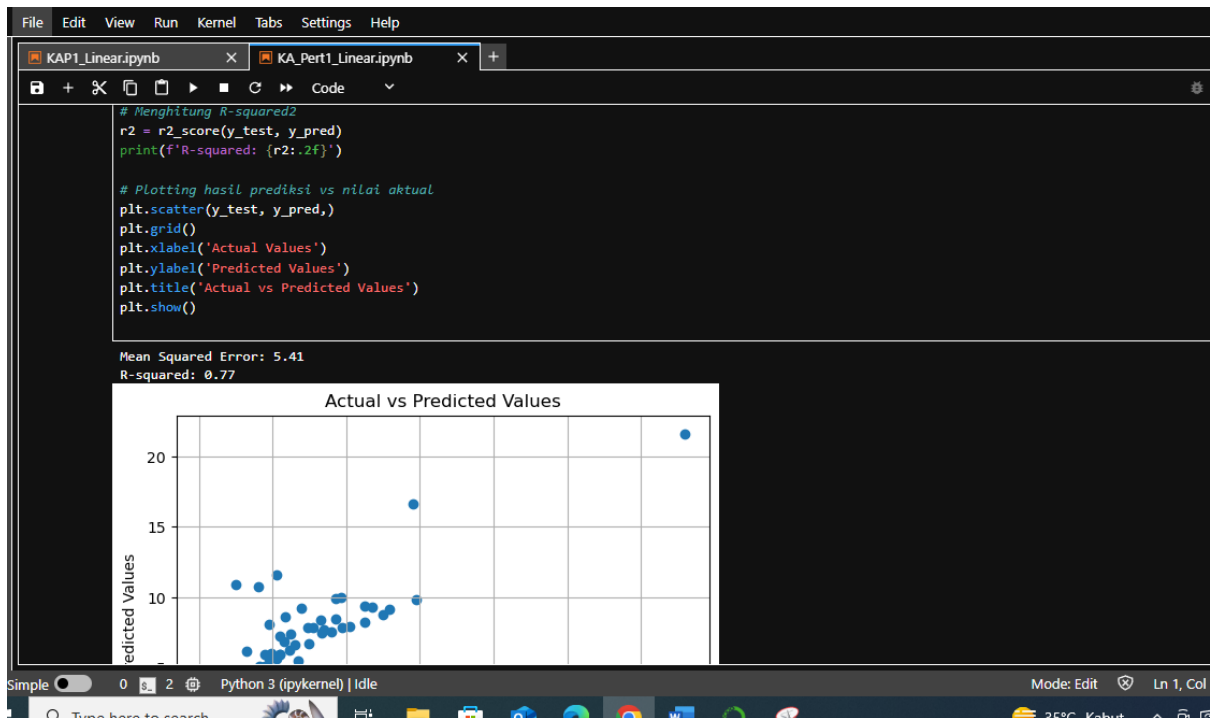 File Edit View Run Kernel Tabs Settings Help
KAP1_Linear.ipynb KA_Pert1_Linear.ipynb
Code
# Menghitung R-squared2
r2 = r2_score(y_test, y_pred)
print(f'R-squared: {r2:.2f}')
# Plotting hasil prediksi vs nilai aktual
plt.scatter(y_test, y_pred,)
plt.grid()
plt.xlabel('Actual Values')
plt.ylabel('Predicted Values')
plt.title('Actual vs Predicted Values')
plt.show()
Mean Squared Error: 5.41
R-squared: 0.77
Actual vs Predicted Values
20
15
10
edicted Values
Simple 0 2 Python 3 (ipykernel) | Idle Mode: Edit Ln 1, Col
Type here to search 35°C Kabut